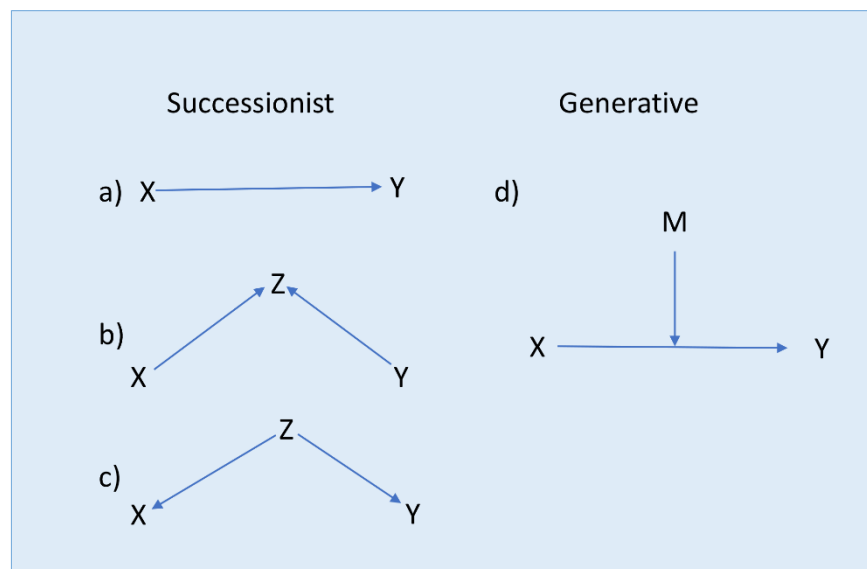 Successionist
Generative
a) X Y
b) Z
X Y
c) Z
X Y
d) M
X Y